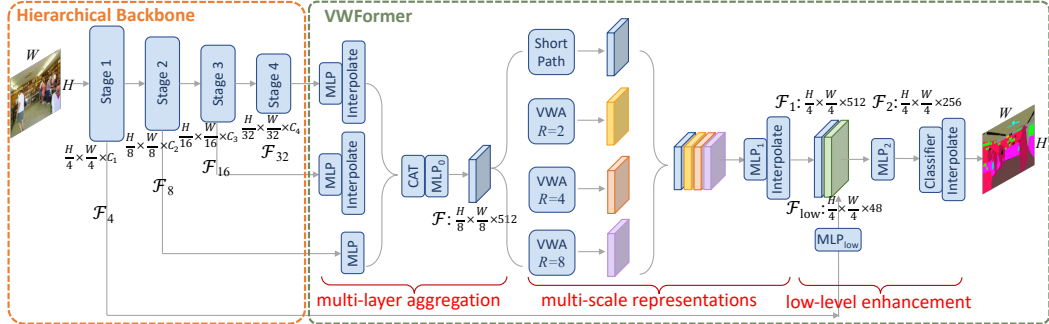 Hierarchical Backbone
VWFormer
W
H
Stage 1
Stage 2
Stage 3
Stage 4
H/4 × W/4 × C1
H/8 × W/8 × C2
H/16 × W/16 × C3
H/32 × W/32 × C4
F4
F8
F16
F32
MLP
Interpolate
MLP
Interpolate
MLP
CAT
MLP0
F: H/8 × W/8 × 512
Short
Path
VWA
R=2
VWA
R=4
VWA
R=8
MLP1
Interpolate
F1: H/4 × W/4 × 512
F2: H/4 × W/4 × 256
Flow: H/4 × W/4 × 48
MLPlow
MLP2
Classifier
Interpolate
W
H
multi-layer aggregation
multi-scale representations
low-level enhancement